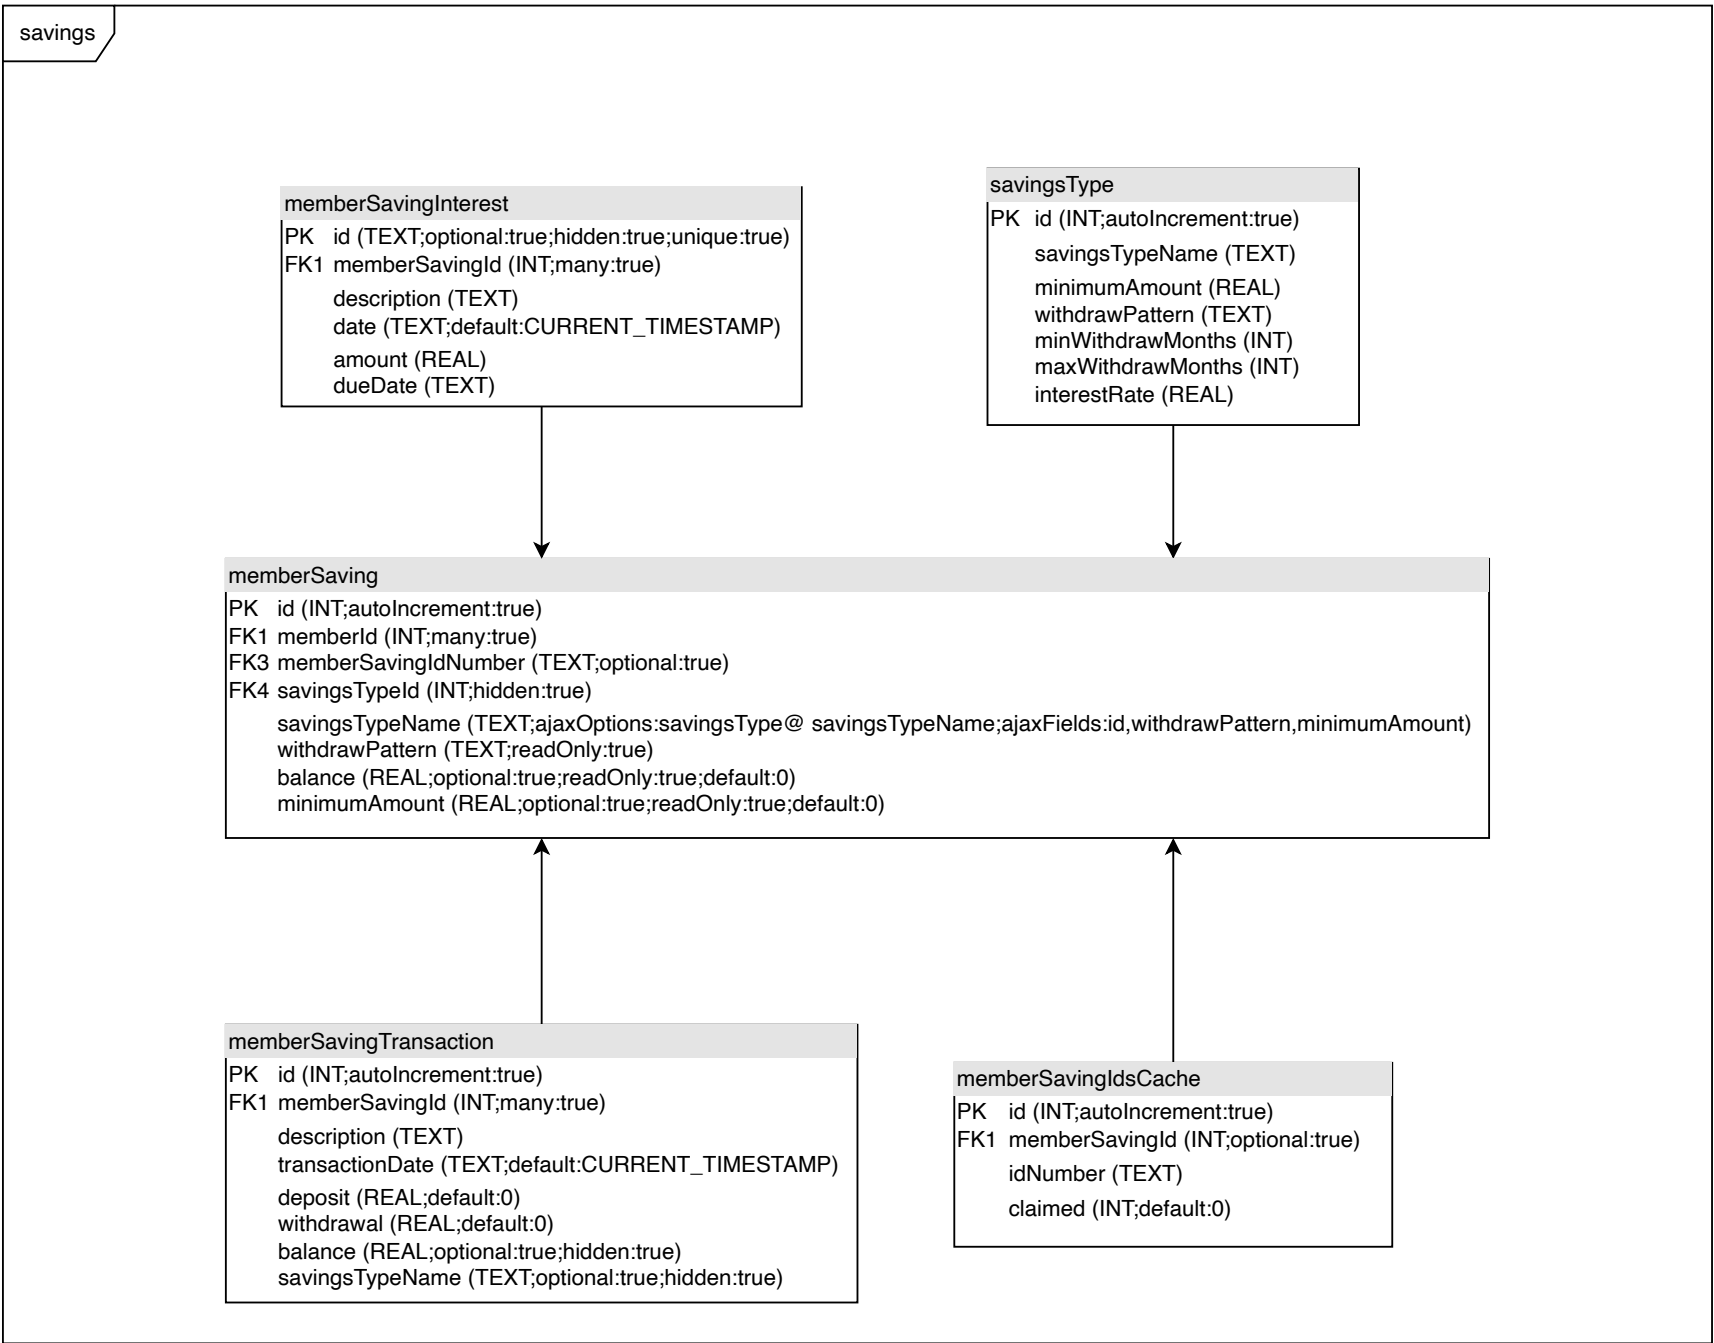 savings
memberSavingInterest
PK id (TEXT;optional:true;hidden:true;unique:true)
FK1 memberSavingId (INT;many:true)
description (TEXT)
date (TEXT;default:CURRENT_TIMESTAMP)
amount (REAL)
dueDate (TEXT)
savingsType
PK id (INT;autoIncrement:true)
savingsTypeName (TEXT)
minimumAmount (REAL)
withdrawPattern (TEXT)
minWithdrawMonths (INT)
maxWithdrawMonths (INT)
interestRate (REAL)
memberSaving
PK id (INT;autoIncrement:true)
FK1 memberId (INT;many:true)
FK3 memberSavingIdNumber (TEXT;optional:true)
FK4 savingsTypeId (INT;hidden:true)
savingsTypeName (TEXT;ajaxOptions:savingsType@ savingsTypeName;ajaxFields:id,withdrawPattern,minimumAmount)
withdrawPattern (TEXT;readOnly:true)
balance (REAL;optional:true;readOnly:true;default:0)
minimumAmount (REAL;optional:true;readOnly:true;default:0)
memberSavingTransaction
PK id (INT;autoIncrement:true)
FK1 memberSavingId (INT;many:true)
description (TEXT)
transactionDate (TEXT;default:CURRENT_TIMESTAMP)
deposit (REAL;default:0)
withdrawal (REAL;default:0)
balance (REAL;optional:true;hidden:true)
savingsTypeName (TEXT;optional:true;hidden:true)
memberSavingIdsCache
PK id (INT;autoIncrement:true)
FK1 memberSavingId (INT;optional:true)
idNumber (TEXT)
claimed (INT;default:0)